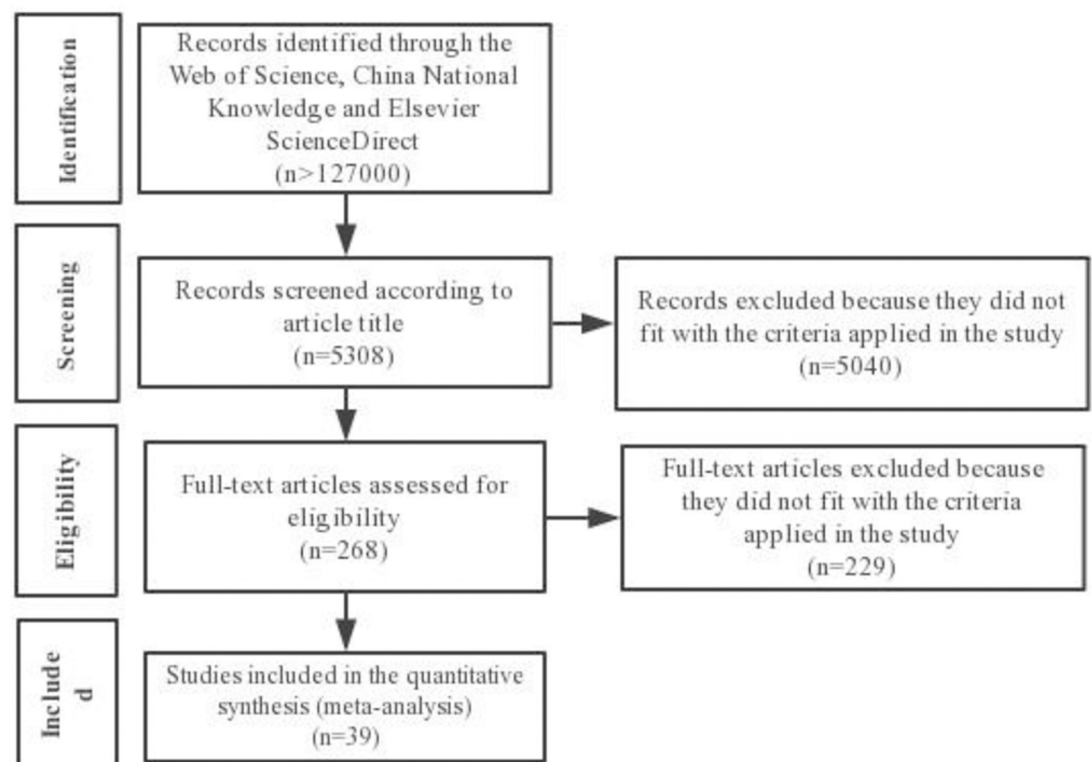 Identification
Records identified through the
Web of Science, China National
Knowledge and Elsevier
ScienceDirect
(n>127000)
Screening
Records screened according to
article title
(n=5308)
Records excluded because they did not
fit with the criteria applied in the study
(n=5040)
Eligibility
Full-text articles assessed for
eligibility
(n=268)
Full-text articles excluded because
they did not fit with the criteria
applied in the study
(n=229)
Include
d
Studies included in the quantitative
synthesis (meta-analysis)
(n=39)